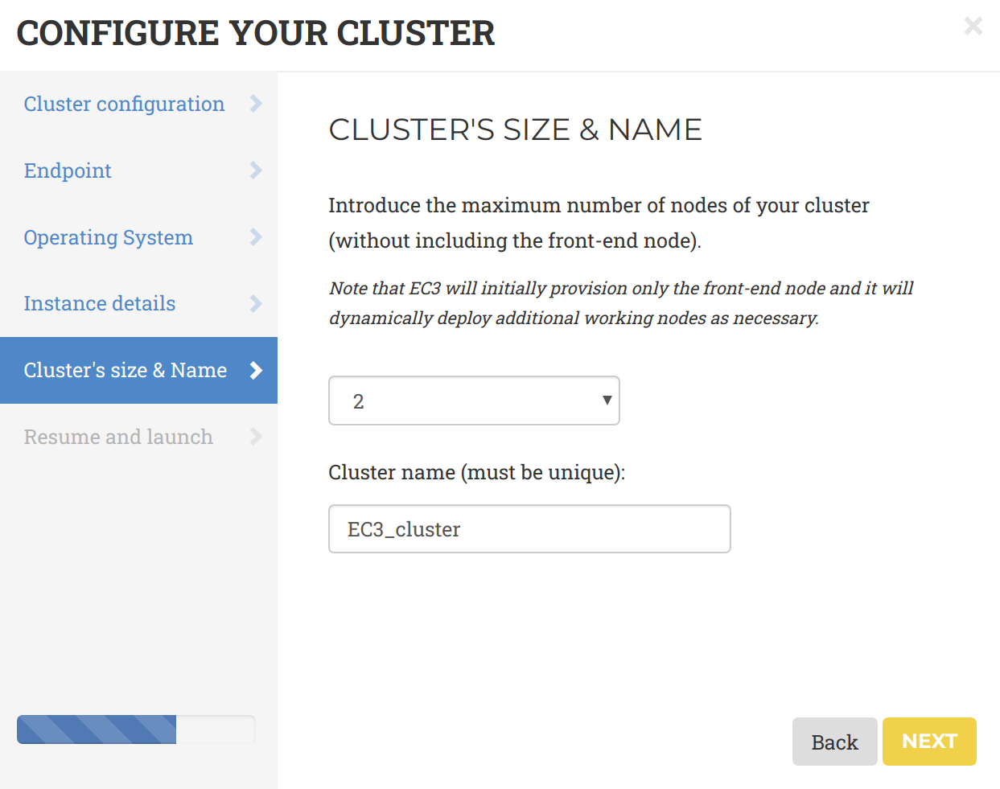 CONFIGURE YOUR CLUSTER
Cluster configuration
Endpoint
Operating System
Instance details
Cluster's size & Name
Resume and launch
CLUSTER'S SIZE & NAME
Introduce the maximum number of nodes of your cluster
(without including the front-end node).
Note that EC3 will initially provision only the front-end node and it will
dynamically deploy additional working nodes as necessary.
2
Cluster name (must be unique):
EC3_cluster
Back
NEXT